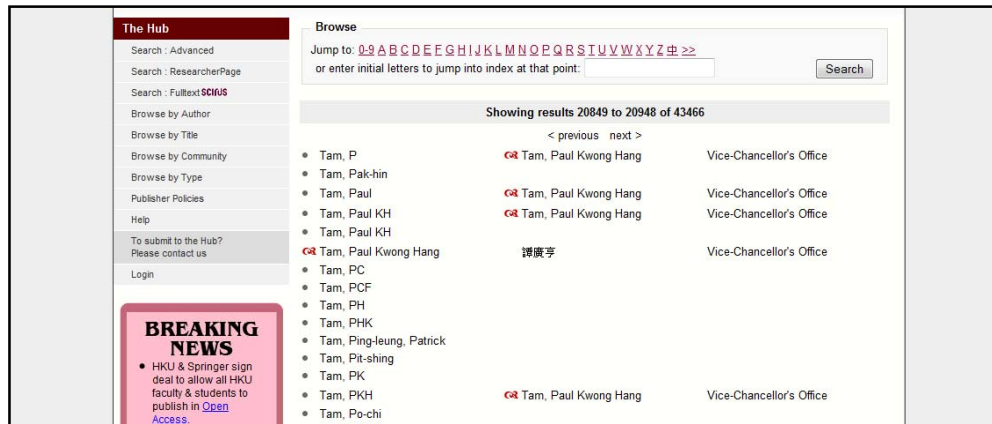 The Hub
Search : Advanced
Search : ResearcherPage
Search : Fulltext SCIRUS
Browse by Author
Browse by Title
Browse by Community
Browse by Type
Publisher Policies
Help
To submit to the Hub?
Please contact us
Login
BREAKING
NEWS
• HKU & Springer sign
deal to allow all HKU
faculty & students to
publish in Open
Access.
Browse
Jump to: 0-9 A B C D E F G H I J K L M N O P Q R S T U V W X Y Z 中 >>
or enter initial letters to jump into index at that point: Search
Showing results 20849 to 20948 of 43466
< previous next >
• Tam, P Tam, Paul Kwong Hang Vice-Chancellor's Office
• Tam, Pak-hin
• Tam, Paul Tam, Paul Kwong Hang Vice-Chancellor's Office
• Tam, Paul KH Tam, Paul Kwong Hang Vice-Chancellor's Office
• Tam, Paul KH
Tam, Paul Kwong Hang 譚廣亨 Vice-Chancellor's Office
• Tam, PC
• Tam, PCF
• Tam, PH
• Tam, PHK
• Tam, Ping-leung, Patrick
• Tam, Pit-shing
• Tam, PK
• Tam, PKH Tam, Paul Kwong Hang Vice-Chancellor's Office
• Tam, Po-chi